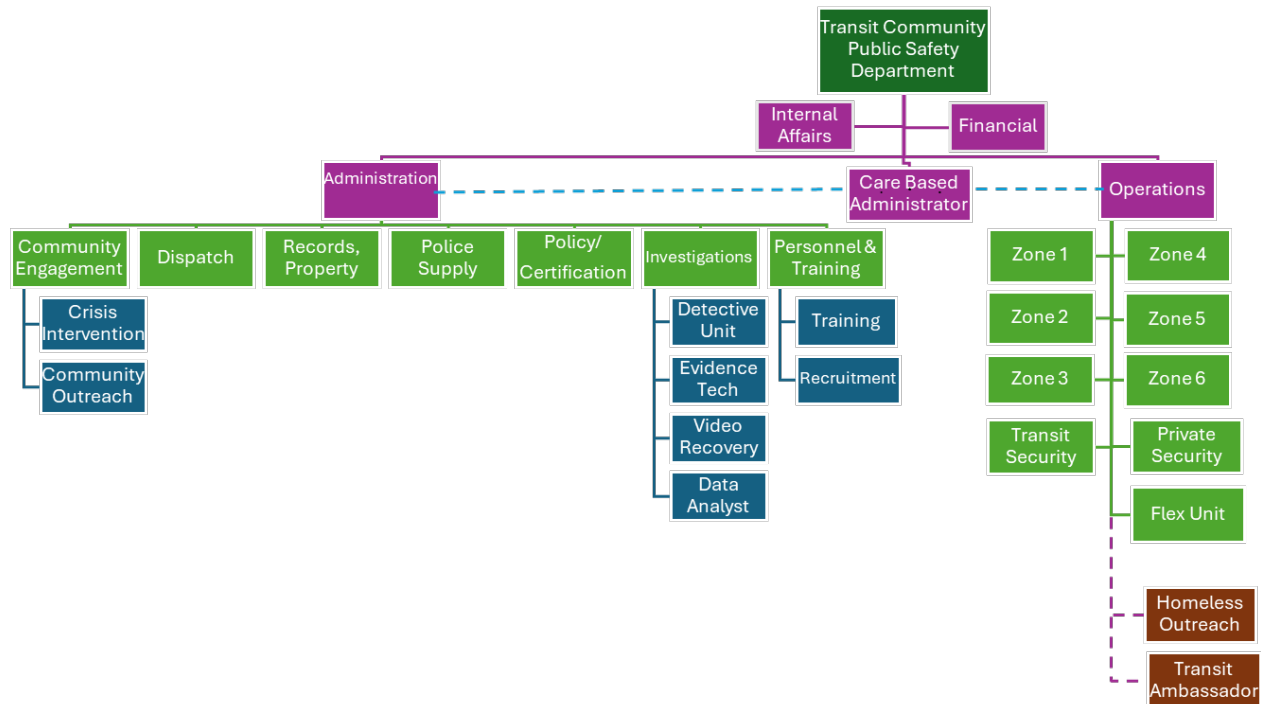 Transit Community
Public Safety
Department
Internal
Affairs
Financial
Administration
Care Based
Administrator
Operations
Community
Engagement
Dispatch
Records,
Property
Police
Supply
Policy/
Certification
Investigations
Personnel &
Training
Crisis
Intervention
Community
Outreach
Detective
Unit
Evidence
Tech
Video
Recovery
Data
Analyst
Training
Recruitment
Zone 1
Zone 4
Zone 2
Zone 5
Zone 3
Zone 6
Transit
Security
Private
Security
Flex Unit
Homeless
Outreach
Transit
Ambassador